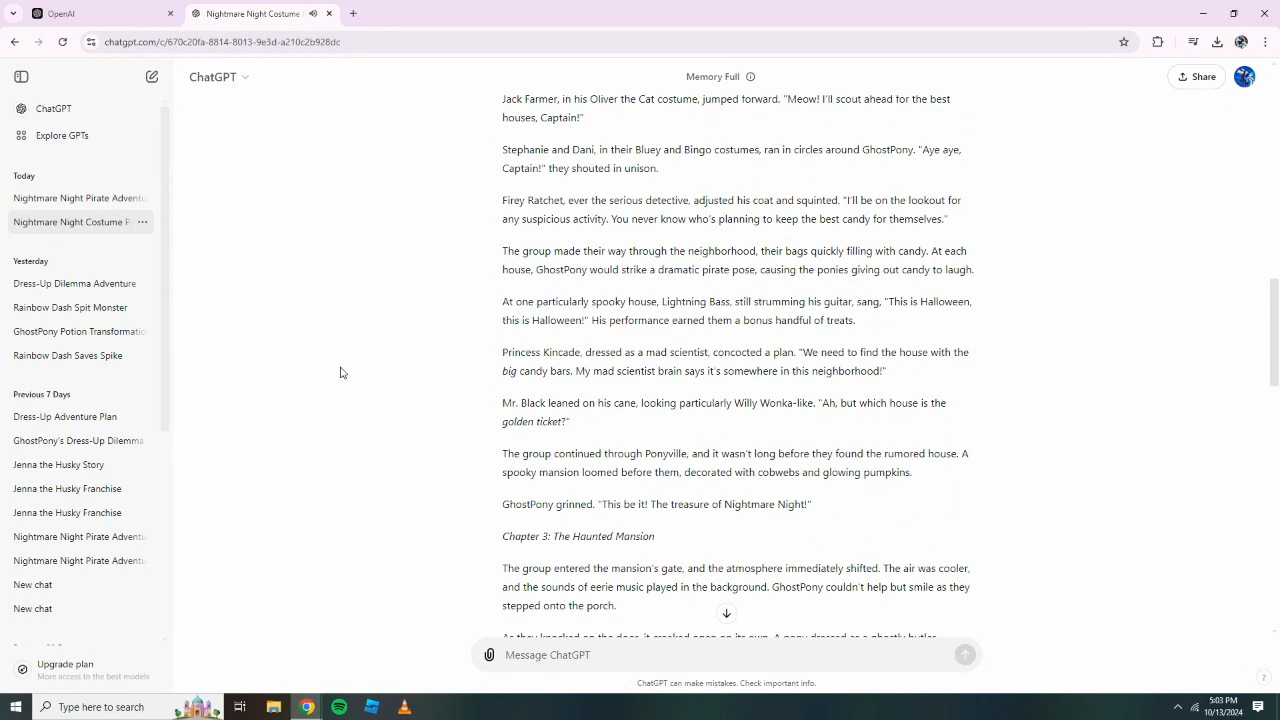 OpenAI
Nightmare Night Costume
chatgpt.com/c/670c20fa-8814-8013-9e3d-a210c2b928dc
ChatGPT
Memory Full
Share
ChatGPT
Explore GPTs
Today
Nightmare Night Pirate Adventu
Nightmare Night Costume P
Yesterday
Dress-Up Dilemma Adventure
Rainbow Dash Spit Monster
GhostPony Potion Transformatio
Rainbow Dash Saves Spike
Previous 7 Days
Dress-Up Adventure Plan
GhostPony's Dress-Up Dilemma
Jenna the Husky Story
Jenna the Husky Franchise
Jenna the Husky Franchise
Nightmare Night Pirate Adventu
Nightmare Night Pirate Adventu
New chat
New chat
Upgrade plan
More access to the best models
Jack Farmer, in his Oliver the Cat costume, jumped forward. "Meow! I'll scout ahead for the best
houses, Captain!"
Stephanie and Dani, in their Bluey and Bingo costumes, ran in circles around GhostPony. "Aye aye,
Captain!" they shouted in unison.
Firey Ratchet, ever the serious detective, adjusted his coat and squinted. "I'll be on the lookout for
any suspicious activity. You never know who's planning to keep the best candy for themselves."
The group made their way through the neighborhood, their bags quickly filling with candy. At each
house, GhostPony would strike a dramatic pirate pose, causing the ponies giving out candy to laugh.
At one particularly spooky house, Lightning Bass, still strumming his guitar, sang, "This is Halloween,
this is Halloween!" His performance earned them a bonus handful of treats.
Princess Kincade, dressed as a mad scientist, concocted a plan. "We need to find the house with the
big candy bars. My mad scientist brain says it's somewhere in this neighborhood!"
Mr. Black leaned on his cane, looking particularly Willy Wonka-like. "Ah, but which house is the
golden ticket?"
The group continued through Ponyville, and it wasn't long before they found the rumored house. A
spooky mansion loomed before them, decorated with cobwebs and glowing pumpkins.
GhostPony grinned. "This be it! The treasure of Nightmare Night!"
Chapter 3: The Haunted Mansion
The group entered the mansion's gate, and the atmosphere immediately shifted. The air was cooler,
and the sounds of eerie music played in the background. GhostPony couldn't help but smile as they
stepped onto the porch.
As they knocked on the door, it creaked open on its own. A pony dressed as a ghostly butler
Message ChatGPT
ChatGPT can make mistakes. Check important info.
?
Type here to search
5:03 PM
10/13/2024